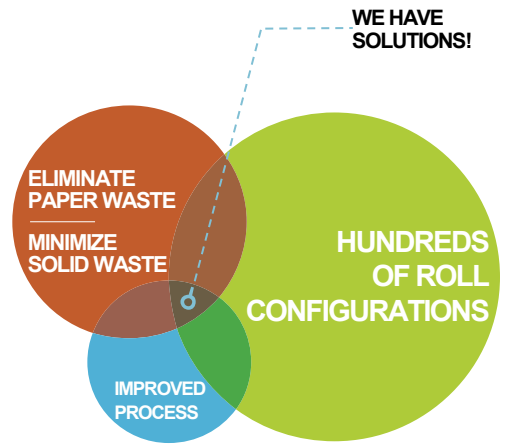 WE HAVE
SOLUTIONS!
ELIMINATE
PAPER WASTE
MINIMIZE
SOLID WASTE
HUNDREDS
OF ROLL
CONFIGURATIONS
IMPROVED
PROCESS